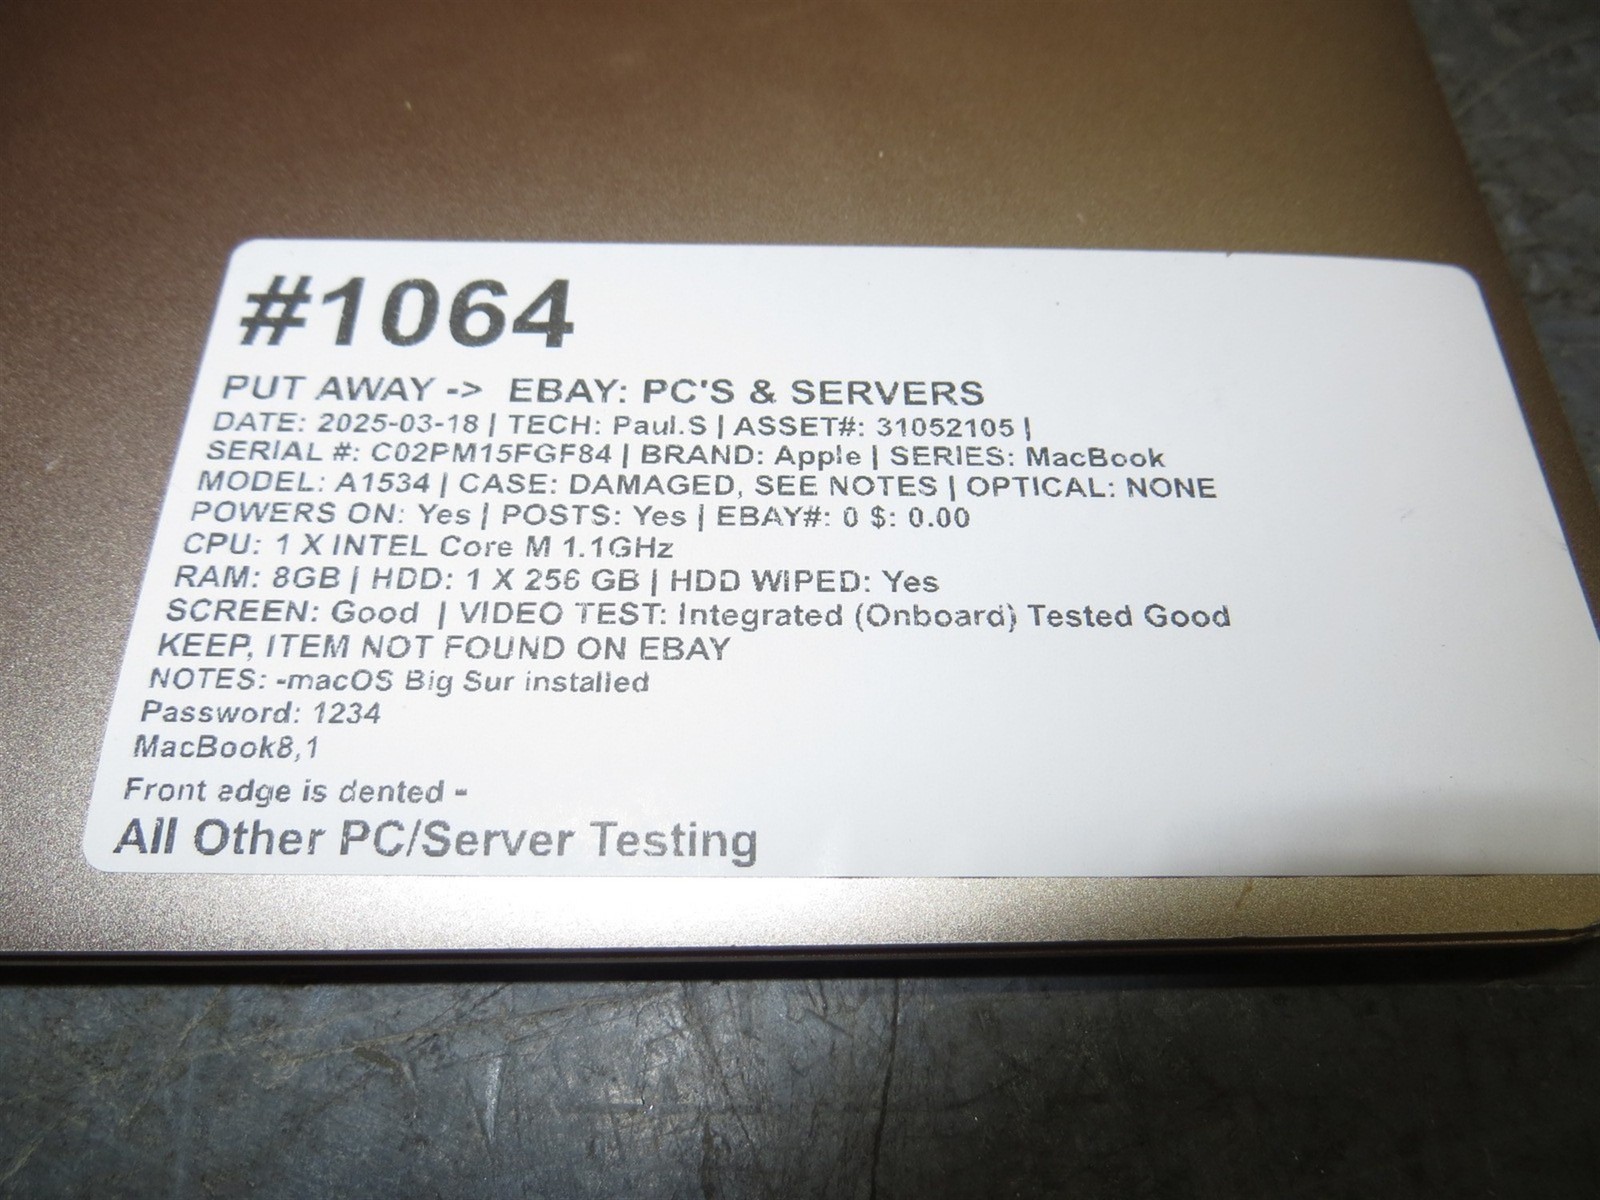 #1064
PUT AWAY -> EBAY: PC'S & SERVERS
DATE: 2025-03-18 | TECH: Paul.S | ASSET#: 31052105 |
SERIAL #: C02PM15FGF84 | BRAND: Apple | SERIES: MacBook
MODEL: A1534 | CASE: DAMAGED, SEE NOTES | OPTICAL: NONE
POWERS ON: Yes | POSTS: Yes | EBAY#: 0 $: 0.00
CPU: 1 X INTEL Core M 1.1GHz
RAM: 8GB | HDD: 1 X 256 GB | HDD WIPED: Yes
SCREEN: Good | VIDEO TEST: Integrated (Onboard) Tested Good
KEEP, ITEM NOT FOUND ON EBAY
NOTES: -macOS Big Sur installed
Password: 1234
MacBook8,1
Front edge is dented -
All Other PC/Server Testing